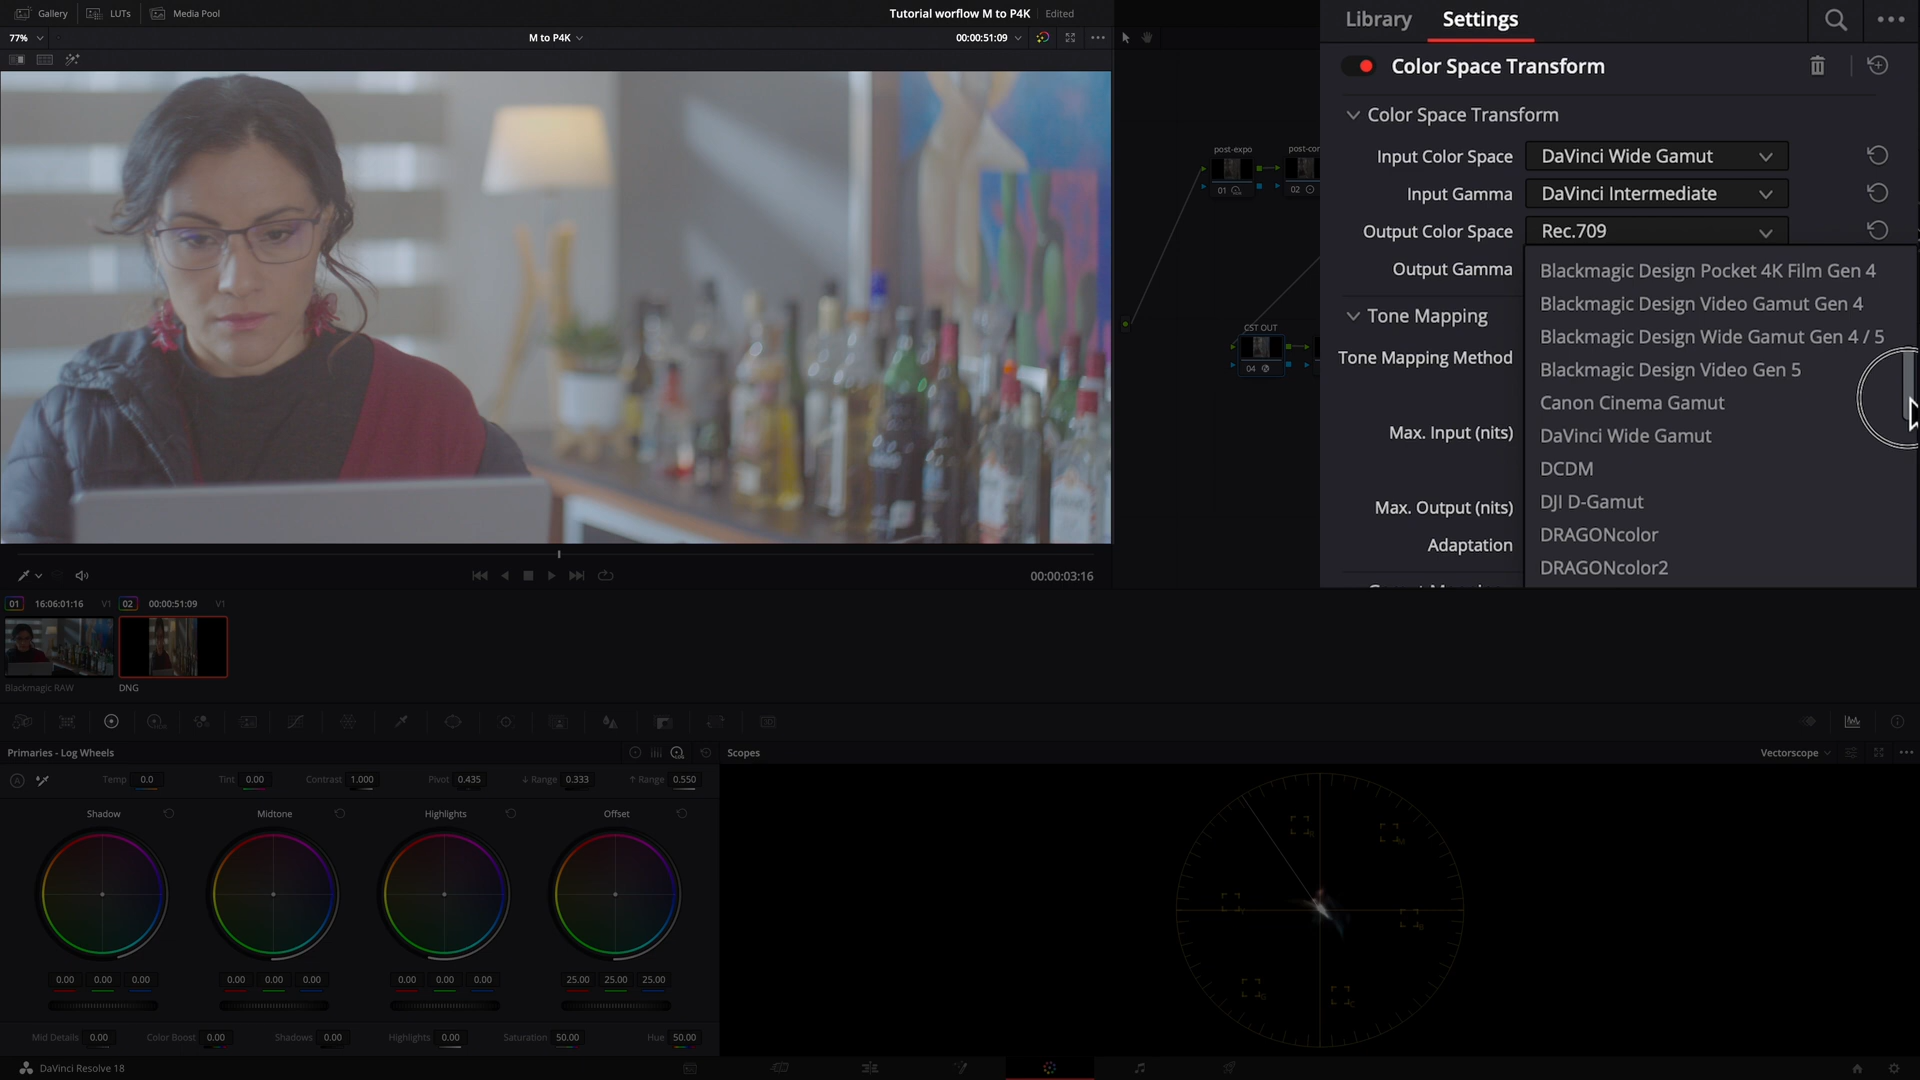 Gallery LUTs Media Pool
Tutorial worflow M to P4K Edited
77%
M to P4K
00:00:51:09
00:00:03:16
01 16:06:01:16 V1
02 00:00:51:09 V1
Blackmagic RAW
DNG
post-expo
01
02
CST OUT
04
Library Settings
Color Space Transform
Color Space Transform
Input Color Space DaVinci Wide Gamut
Input Gamma DaVinci Intermediate
Output Color Space Rec.709
Output Gamma
Tone Mapping
Tone Mapping Method
Max. Input (nits)
Max. Output (nits)
Adaptation
Blackmagic Design Pocket 4K Film Gen 4
Blackmagic Design Video Gamut Gen 4
Blackmagic Design Wide Gamut Gen 4 / 5
Blackmagic Design Video Gen 5
Canon Cinema Gamut
DaVinci Wide Gamut
DCDM
DJI D-Gamut
DRAGONcolor
DRAGONcolor2
Primaries - Log Wheels
Temp 0.0 Tint 0.00 Contrast 1.000 Pivot 0.435 ↓ Range 0.333 ↑ Range 0.550
Shadow Midtone Highlights Offset
0.00 0.00 0.00 0.00 0.00 0.00 0.00 0.00 0.00 25.00 25.00 25.00
Mid Details 0.00 Color Boost 0.00 Shadows 0.00 Highlights 0.00 Saturation 50.00 Hue 50.00
Scopes
Vectorscope
DaVinci Resolve 18